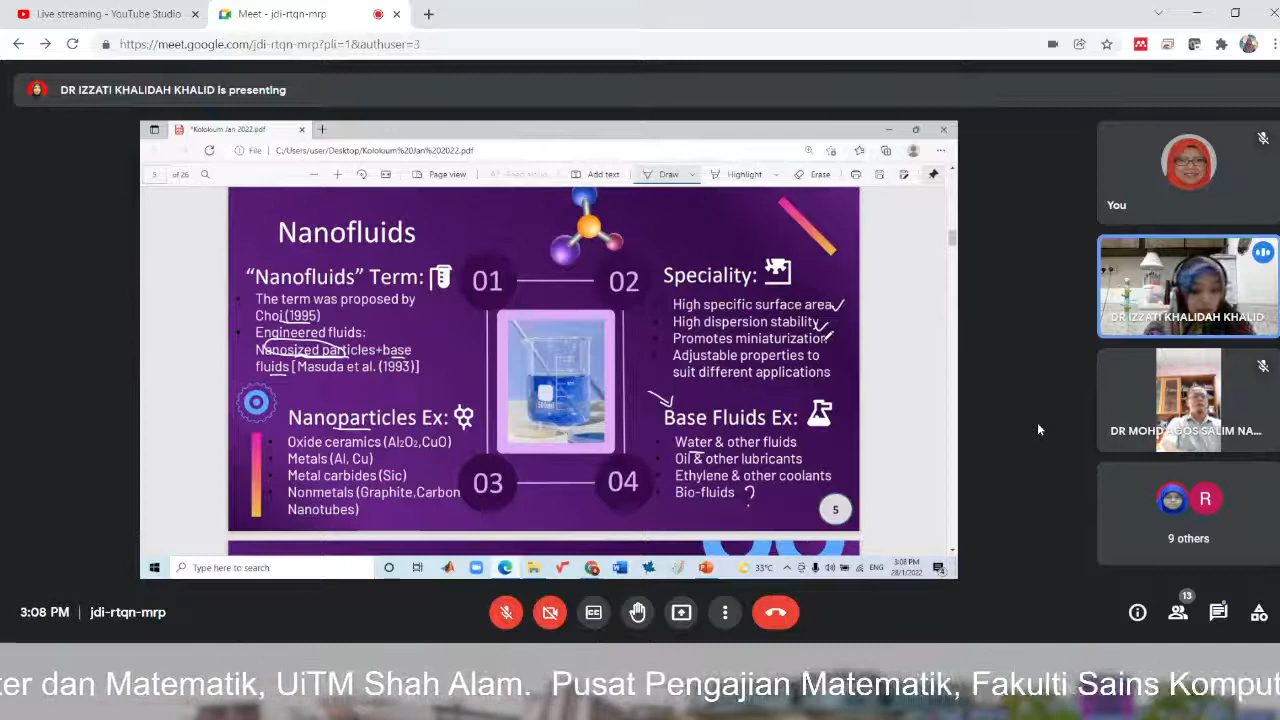 Live streaming - YouTube Studio
Meet - jdi-rtqn-mrp
https://meet.google.com/jdi-rtqn-mrp?pli=1&authuser=3
DR IZZATI KHALIDAH KHALID is presenting
*Kolokium Jan 2022.pdf
File | C:/Users/user/Desktop/Kolokium%20Jan%202022.pdf
5 of 26
Page view
Add text
Draw
Highlight
Erase
Nanofluids
"Nanofluids" Term:
The term was proposed by
Choi (1995)
Engineered fluids:
Nanosized particles+base
fluids [Masuda et al. (1993)]
01
02
Speciality:
High specific surface area
High dispersion stability
Promotes miniaturization
Adjustable properties to
suit different applications
Nanoparticles Ex:
Oxide ceramics (Al2O2,CuO)
Metals (Al, Cu)
Metal carbides (Sic)
Nonmetals (Graphite,Carbon
Nanotubes)
03
04
Base Fluids Ex:
Water & other fluids
Oil & other lubricants
Ethylene & other coolants
Bio-fluids ?
5
Type here to search
33°C
ENG
3:08 PM
28/1/2022
You
DR IZZATI KHALIDAH KHALID
DR MOHD AGOS SALIM NA...
R
9 others
3:08 PM | jdi-rtqn-mrp
13
ter dan Matematik, UiTM Shah Alam. Pusat Pengajian Matematik, Fakulti Sains Komput